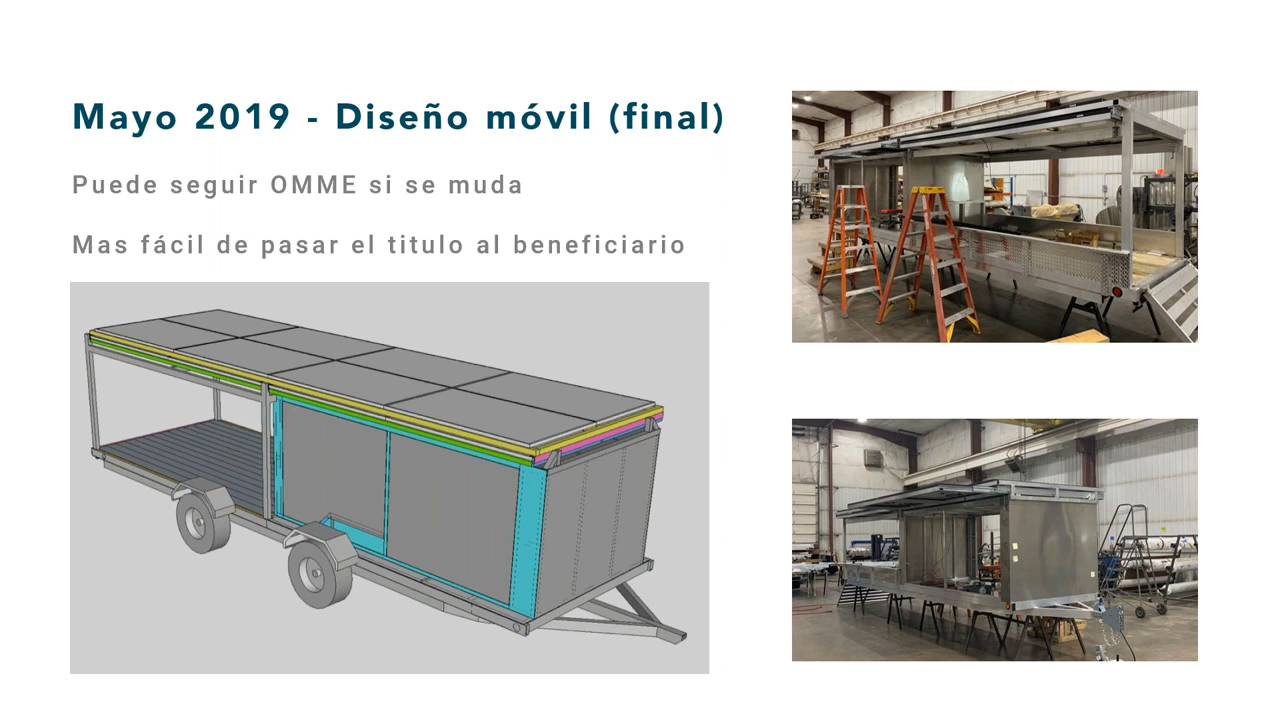 Mayo 2019 - Diseño móvil (final)
Puede seguir OMME si se muda
Mas fácil de pasar el titulo al beneficiario